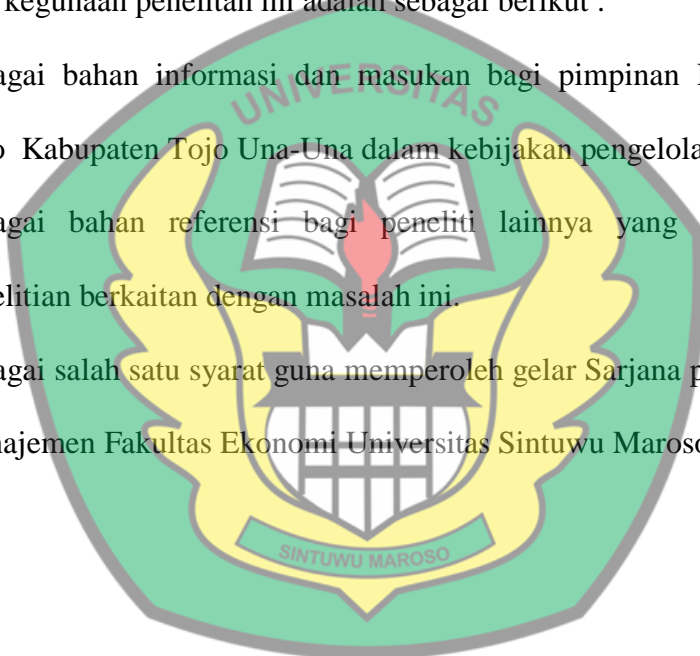 kegunaan penelitan ini adalah sebagai berikut :
agai bahan informasi dan masukan bagi pimpinan
Kabupaten Tojo Una-Una dalam kebijakan pengelola
agai bahan referensi bagi peneliti lainnya yang
elitian berkaitan dengan masalah ini.
agai salah satu syarat guna memperoleh gelar Sarjana p
najemen Fakultas Ekonomi Universitas Sintuwu Maroso
UNIVERSITAS
SINTUWU MAROSO